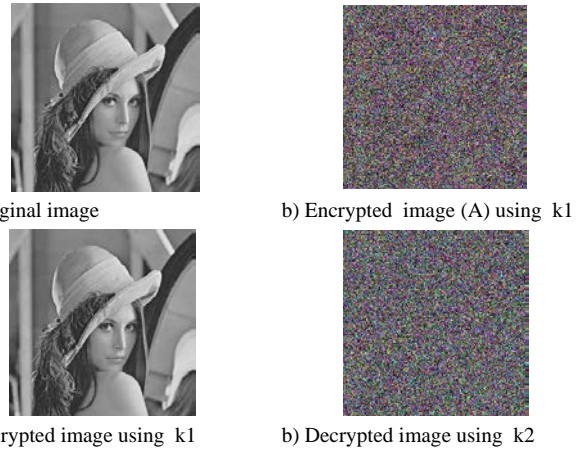 ginal image
b) Encrypted image (A) using k1
rypted image using k1
b) Decrypted image using k2